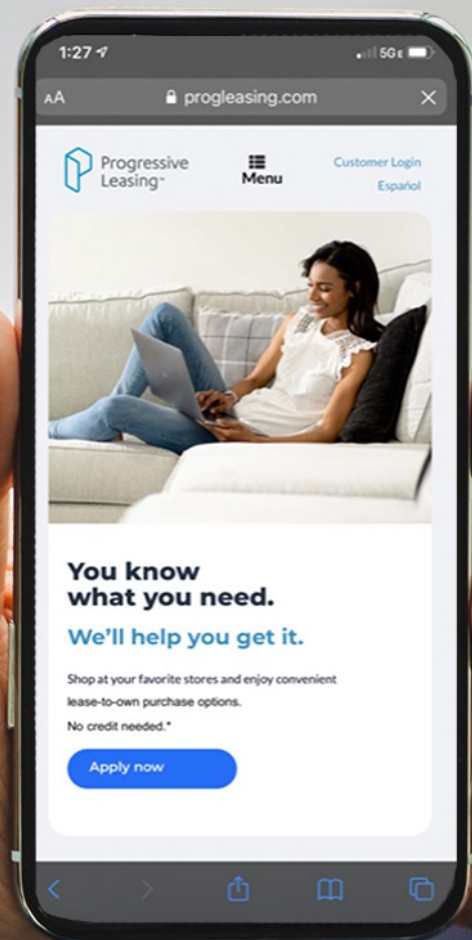 1:27
5G E
AA
progleasing.com
Progressive
Leasing™
Menu
Customer Login
Español
You know
what you need.
We'll help you get it.
Shop at your favorite stores and enjoy convenient
lease-to-own purchase options.
No credit needed.*
Apply now